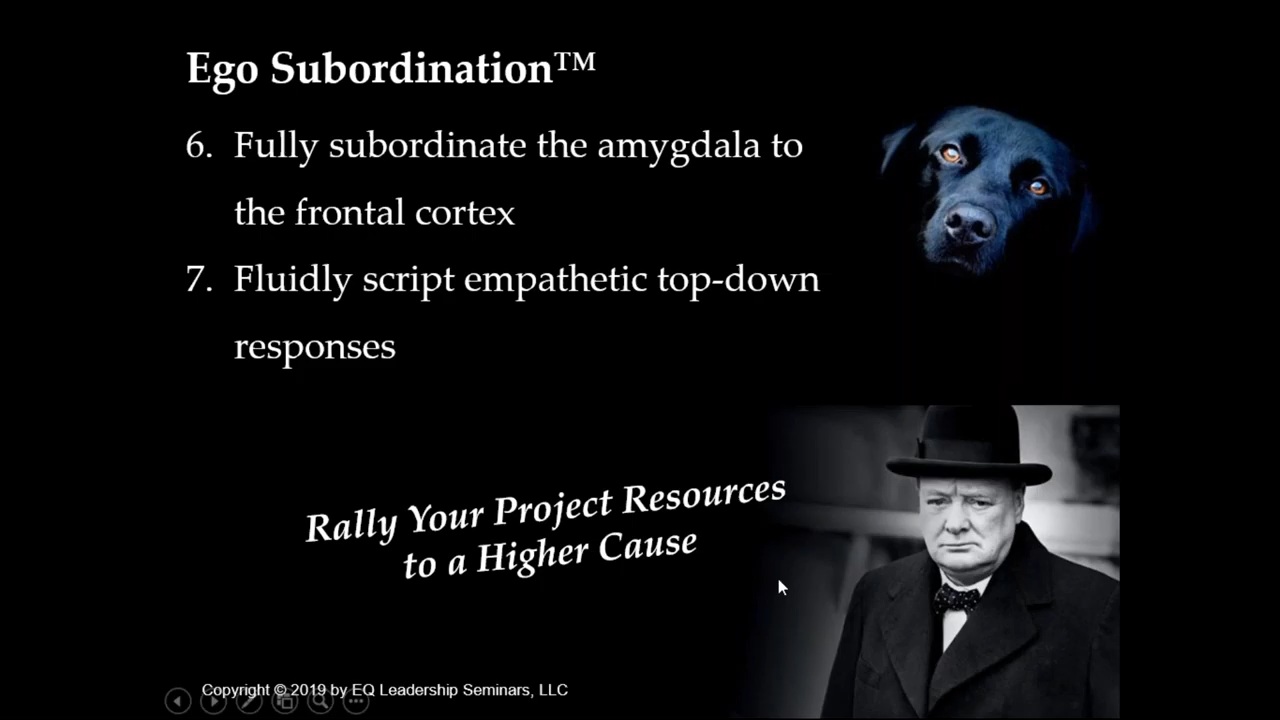 Ego Subordination™
6. Fully subordinate the amygdala to
the frontal cortex
7. Fluidly script empathetic top-down
responses
Rally Your Project Resources
to a Higher Cause
Copyright © 2019 by EQ Leadership Seminars, LLC